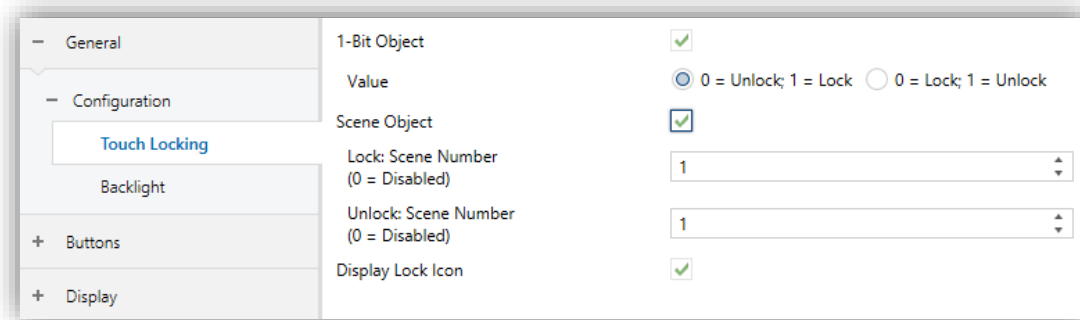 General
Configuration
Touch Locking
Backlight
Buttons
Display
1-Bit Object
Value
0 = Unlock; 1 = Lock
0 = Lock; 1 = Unlock
Scene Object
Lock: Scene Number
(0 = Disabled)
1
Unlock: Scene Number
(0 = Disabled)
1
Display Lock Icon